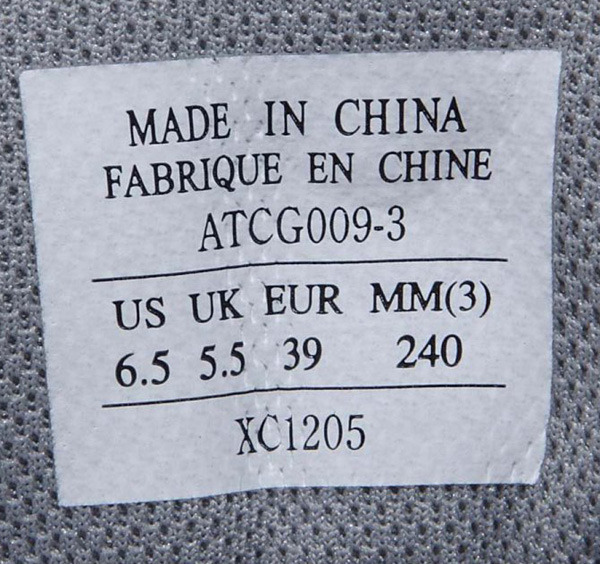 MADE IN CHINA
FABRIQUE EN CHINE
ATCG009-3
US UK EUR MM(3)
6.5 5.5 39 240
XC1205